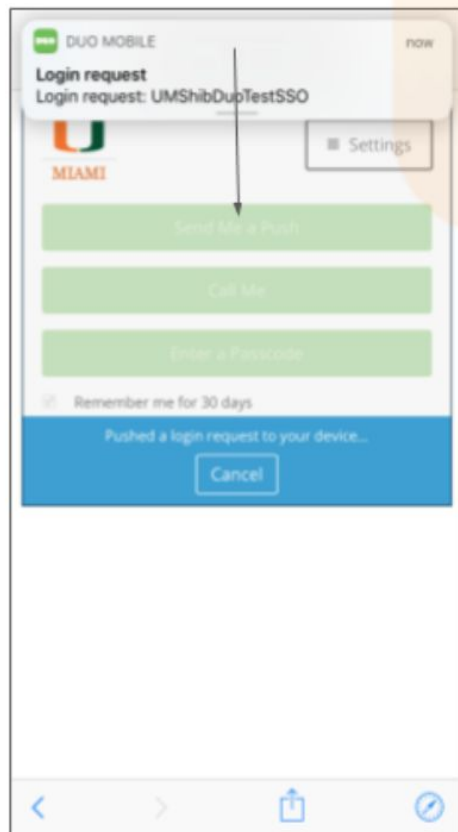 DUO MOBILE now
Login request
Login request: UMShibDuoTestSSO
MIAMI
Settings
Send Me a Push
Call Me
Enter a Passcode
Remember me for 30 days
Pushed a login request to your device...
Cancel